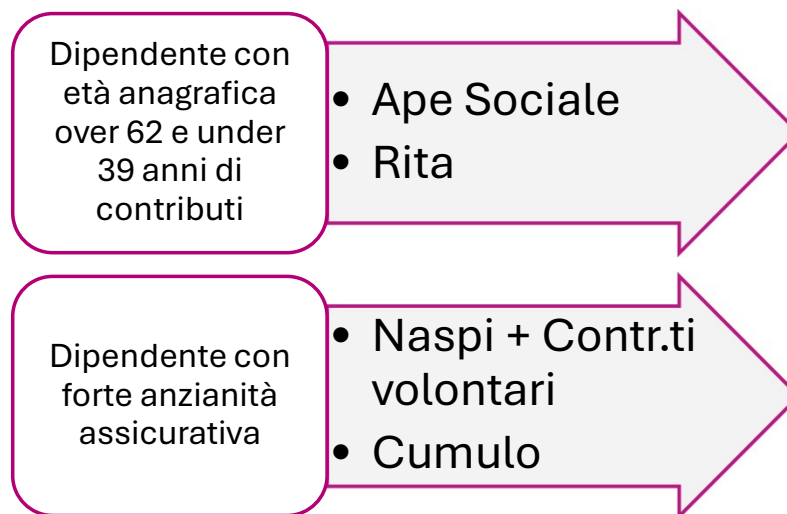 Dipendente con
età anagrafica
over 62 e under
39 anni di
contributi
• Ape Sociale
• Rita
Dipendente con
forte anzianità
assicurativa
• Naspi + Contr.ti
volontari
• Cumulo